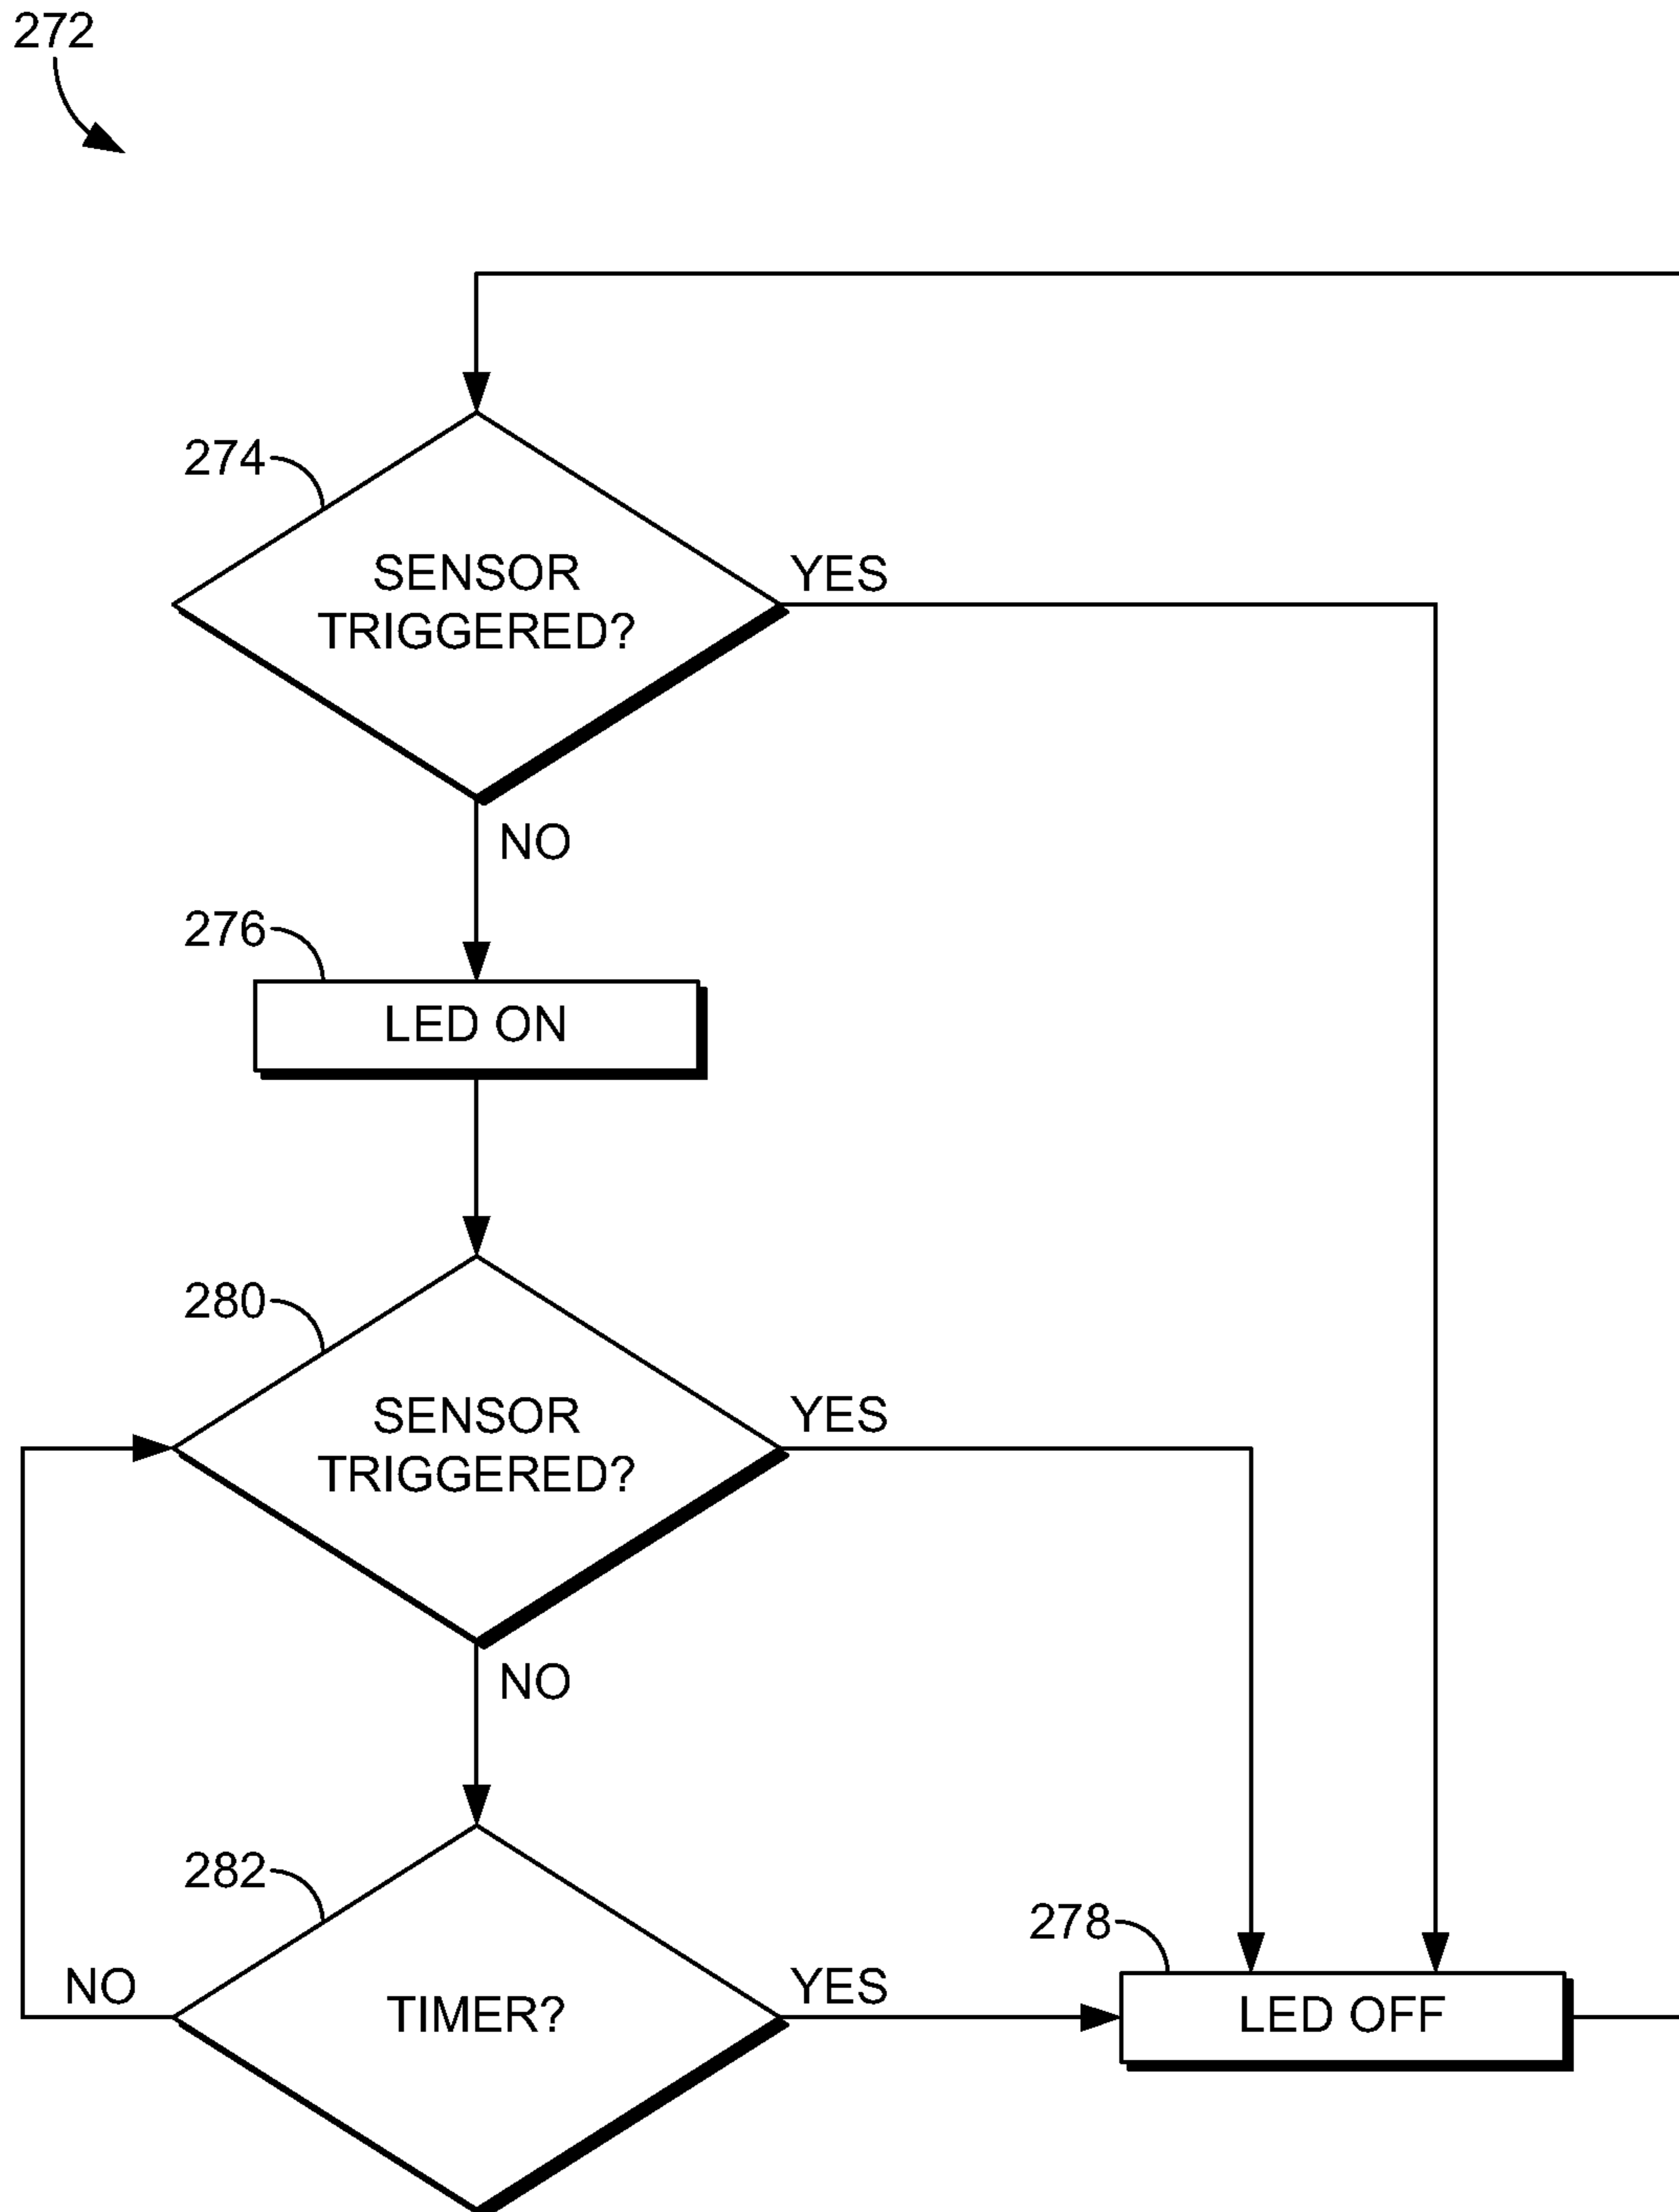 272
274
SENSOR
TRIGGERED?
YES
NO
276
LED ON
280
SENSOR
TRIGGERED?
YES
NO
282
TIMER?
NO
YES
278
LED OFF